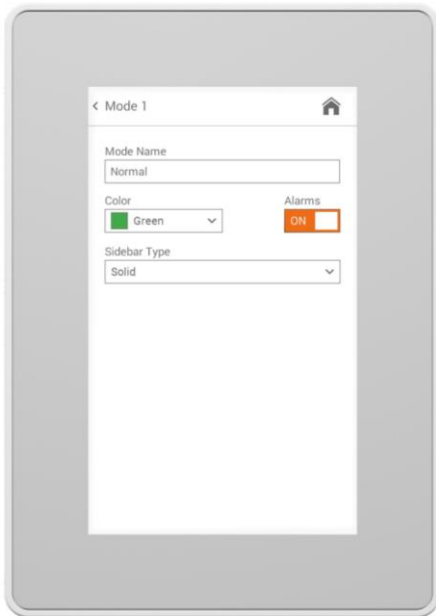 < Mode 1
Mode Name
Normal
Color Alarms
Green ON
Sidebar Type
Solid